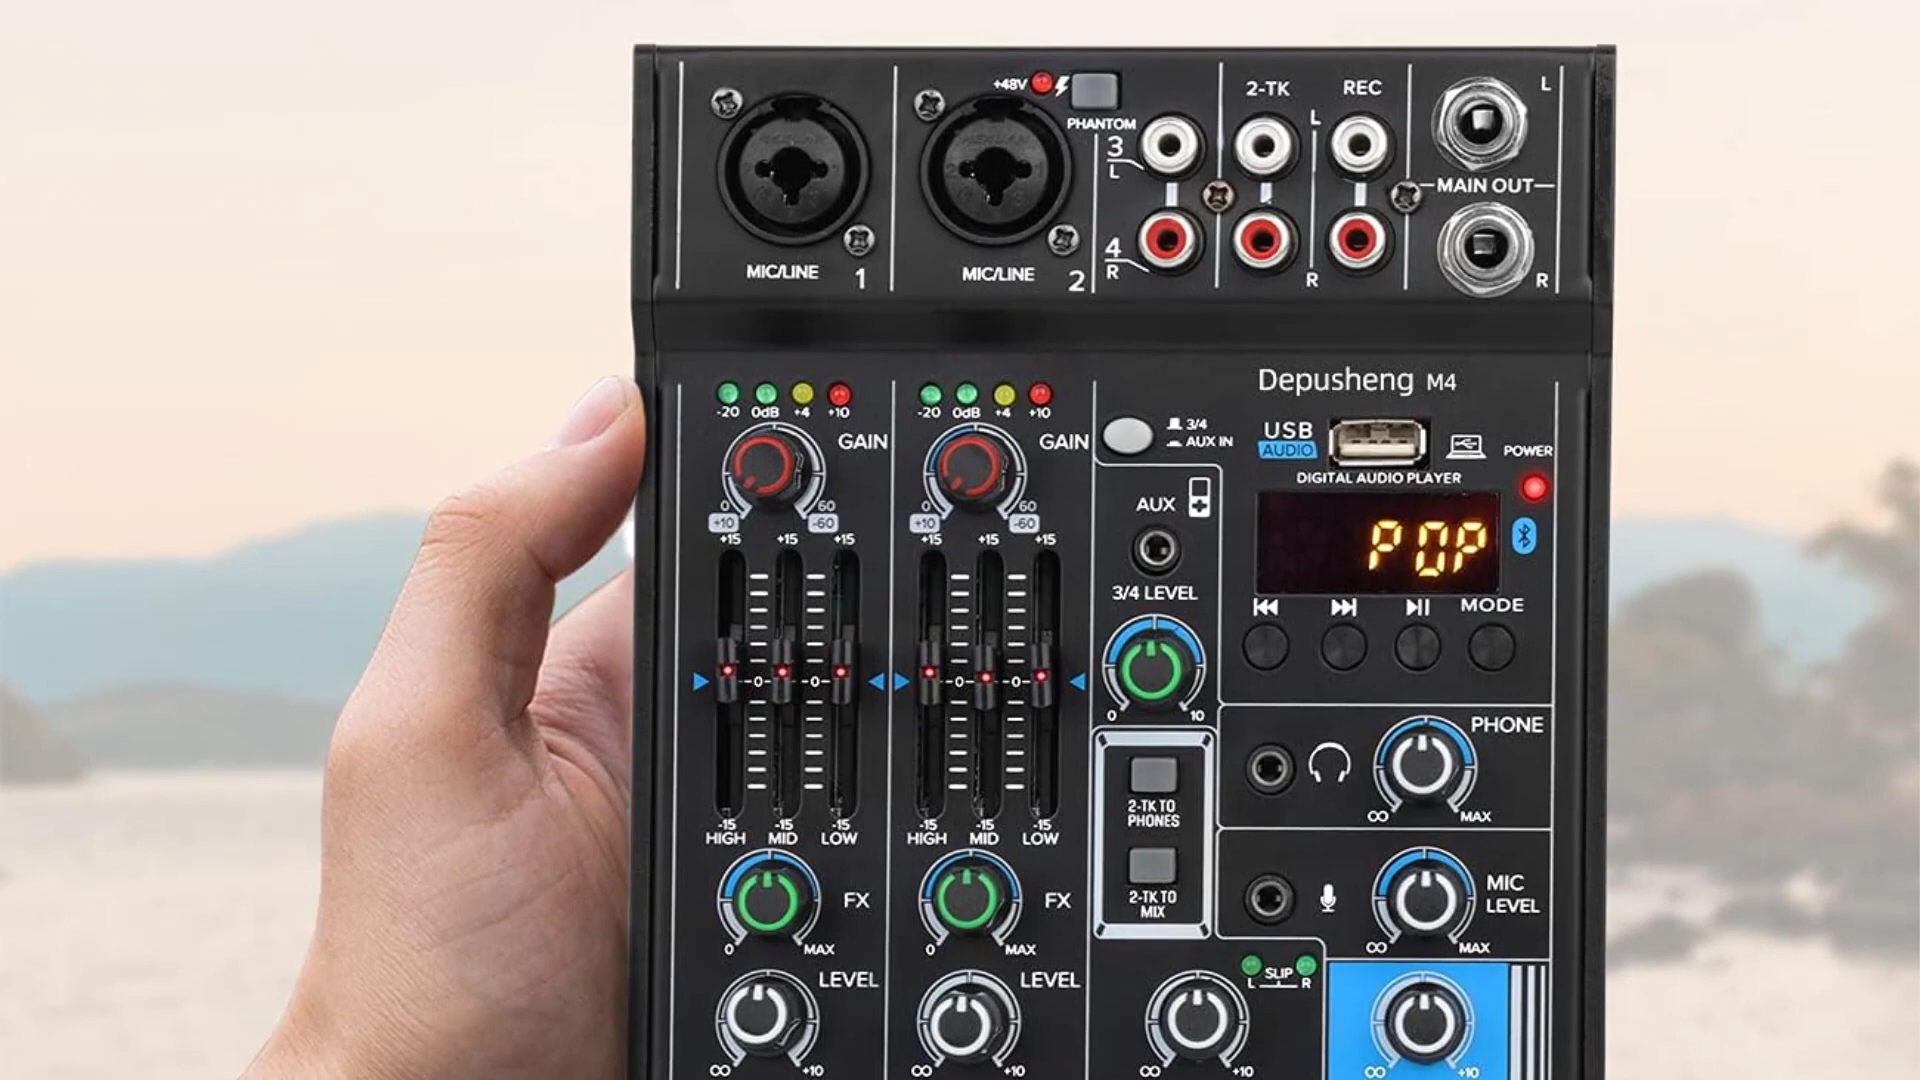 +48V
2-TK
REC
L
PHANTOM
3
L
L
MAIN OUT
4
R
R
R
MIC/LINE 1
MIC/LINE 2
Depusheng M4
-20 0dB +4 +10
-20 0dB +4 +10
GAIN
GAIN
3/4
AUX IN
USB
AUDIO
POWER
DIGITAL AUDIO PLAYER
0 60
+10 -60
0 60
+10 -60
AUX
POP
+15 +15 +15
+15 +15 +15
3/4 LEVEL
MODE
0 0
0 0
0 10
PHONE
∞ MAX
2-TK TO
PHONES
-15 -15 -15
HIGH MID LOW
-15 -15 -15
HIGH MID LOW
FX
0 MAX
FX
0 MAX
2-TK TO
MIX
MIC
LEVEL
∞ MAX
LEVEL
LEVEL
SLIP
L R
∞ +10
∞ +10
∞ +10
∞ +10